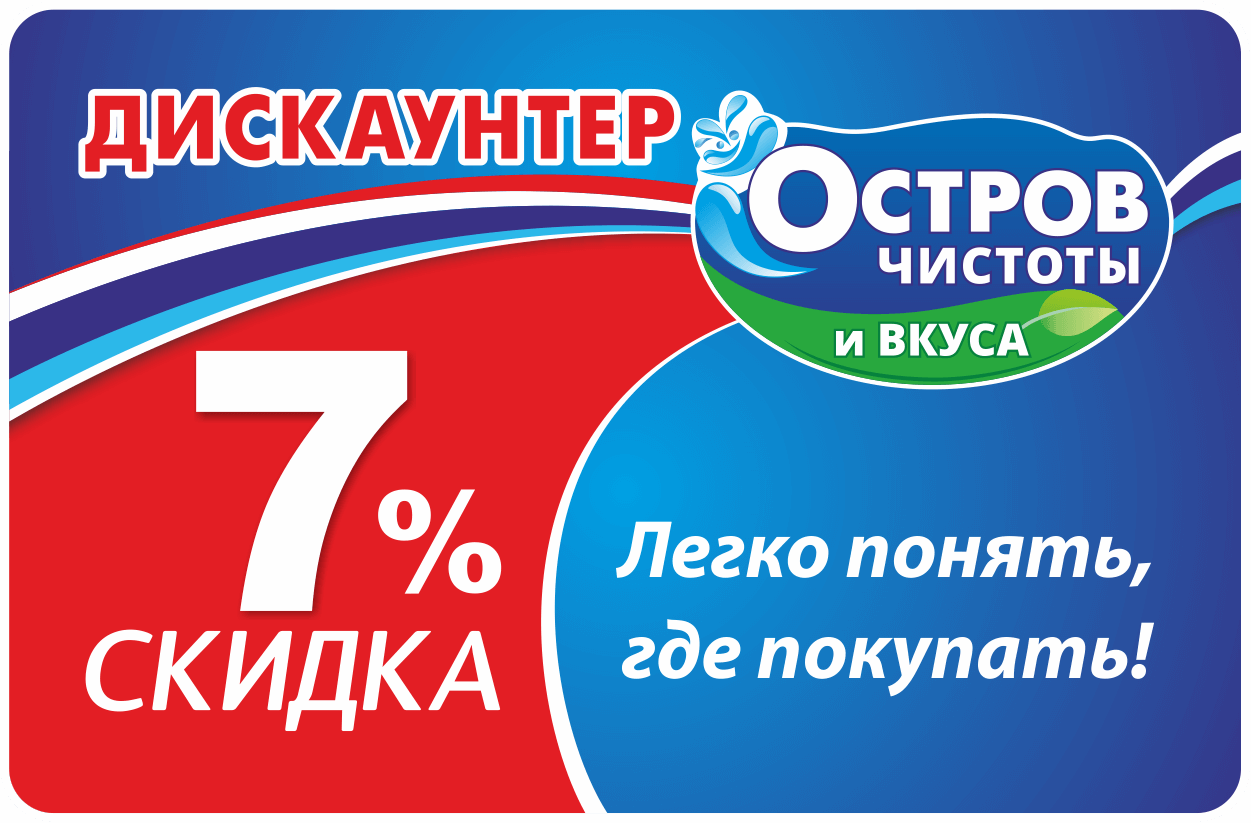 ДИСКАУНТЕР
ОСТРОВ
ЧИСТОТЫ
и ВКУСА
7%
СКИДКА
Легко понять,
где покупать!